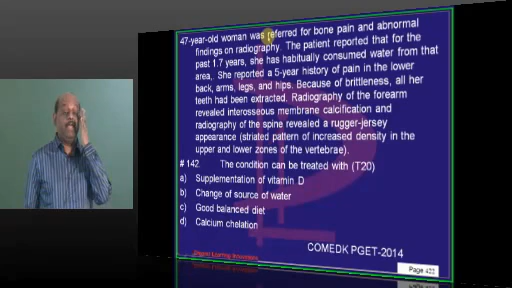 47-year-old woman was referred for bone pain and abnormal
findings on radiography. The patient reported that for the
past 1.7 years, she has habitually consumed water from that
area. She reported a 5-year history of pain in the lower
back, arms, legs, and hips. Because of brittleness, all her
teeth had been extracted. Radiography of the forearm
revealed interosseous membrane calcification and
radiography of the spine revealed a rugger-jersey
appearance (striated pattern of increased density in the
upper and lower zones of the vertebrae).
# 142. The condition can be treated with (T20)
a) Supplementation of vitamin D
b) Change of source of water
c) Good balanced diet
d) Calcium chelation
COMEDK PGET-2014
Learning
Page 422